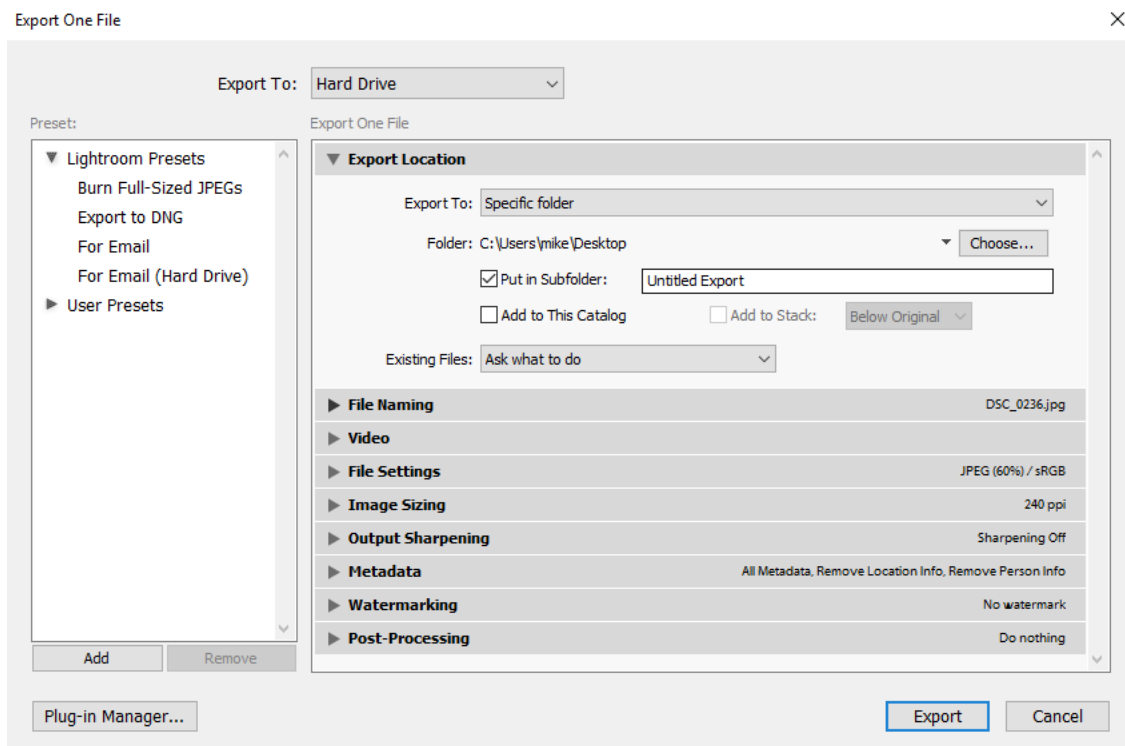 Export One File
Export To: Hard Drive
Preset:
Export One File
Lightroom Presets
Burn Full-Sized JPEGs
Export to DNG
For Email
For Email (Hard Drive)
User Presets
Add Remove
Export Location
Export To: Specific folder
Folder: C:\Users\mike\Desktop Choose...
Put in Subfolder: Untitled Export
Add to This Catalog Add to Stack: Below Original
Existing Files: Ask what to do
File Naming DSC_0236.jpg
Video
File Settings JPEG (60%) / sRGB
Image Sizing 240 ppi
Output Sharpening Sharpening Off
Metadata All Metadata, Remove Location Info, Remove Person Info
Watermarking No watermark
Post-Processing Do nothing
Plug-in Manager... Export Cancel